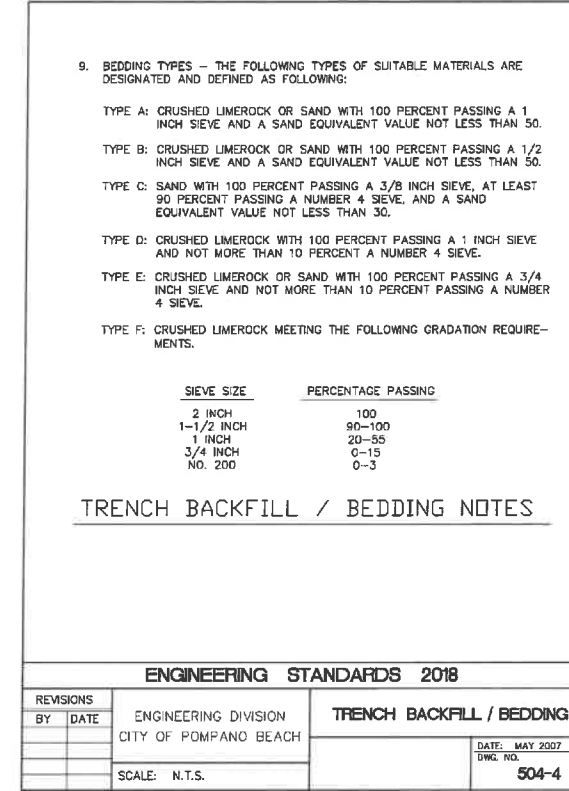 9. BEDDING TYPES – THE FOLLOWING TYPES OF SUITABLE MATERIALS ARE
DESIGNATED AND DEFINED AS FOLLOWING:
TYPE A: CRUSHED LIMEROCK OR SAND WITH 100 PERCENT PASSING A 1
INCH SIEVE AND A SAND EQUIVALENT VALUE NOT LESS THAN 50.
TYPE B: CRUSHED LIMEROCK OR SAND WITH 100 PERCENT PASSING A 1/2
INCH SIEVE AND A SAND EQUIVALENT VALUE NOT LESS THAN 50.
TYPE C: SAND WITH 100 PERCENT PASSING A 3/8 INCH SIEVE, AT LEAST
90 PERCENT PASSING A NUMBER 4 SIEVE, AND A SAND
EQUIVALENT VALUE NOT LESS THAN 30.
TYPE D: CRUSHED LIMEROCK WITH 100 PERCENT PASSING A 1 INCH SIEVE
AND NOT MORE THAN 10 PERCENT A NUMBER 4 SIEVE.
TYPE E: CRUSHED LIMEROCK OR SAND WITH 100 PERCENT PASSING A 3/4
INCH SIEVE AND NOT MORE THAN 10 PERCENT PASSING A NUMBER
4 SIEVE.
TYPE F: CRUSHED LIMEROCK MEETING THE FOLLOWING GRADATION REQUIRE–
MENTS.
SIEVE SIZE PERCENTAGE PASSING
2 INCH 100
1–1/2 INCH 90–100
1 INCH 20–55
3/4 INCH 0–15
NO. 200 0–3
TRENCH BACKFILL / BEDDING NOTES
ENGINEERING STANDARDS 2018
REVISIONS
BY DATE
ENGINEERING DIVISION
CITY OF POMPANO BEACH
SCALE: N.T.S.
TRENCH BACKFILL / BEDDING
DATE: MAY 2007
DWG. NO.
504–4